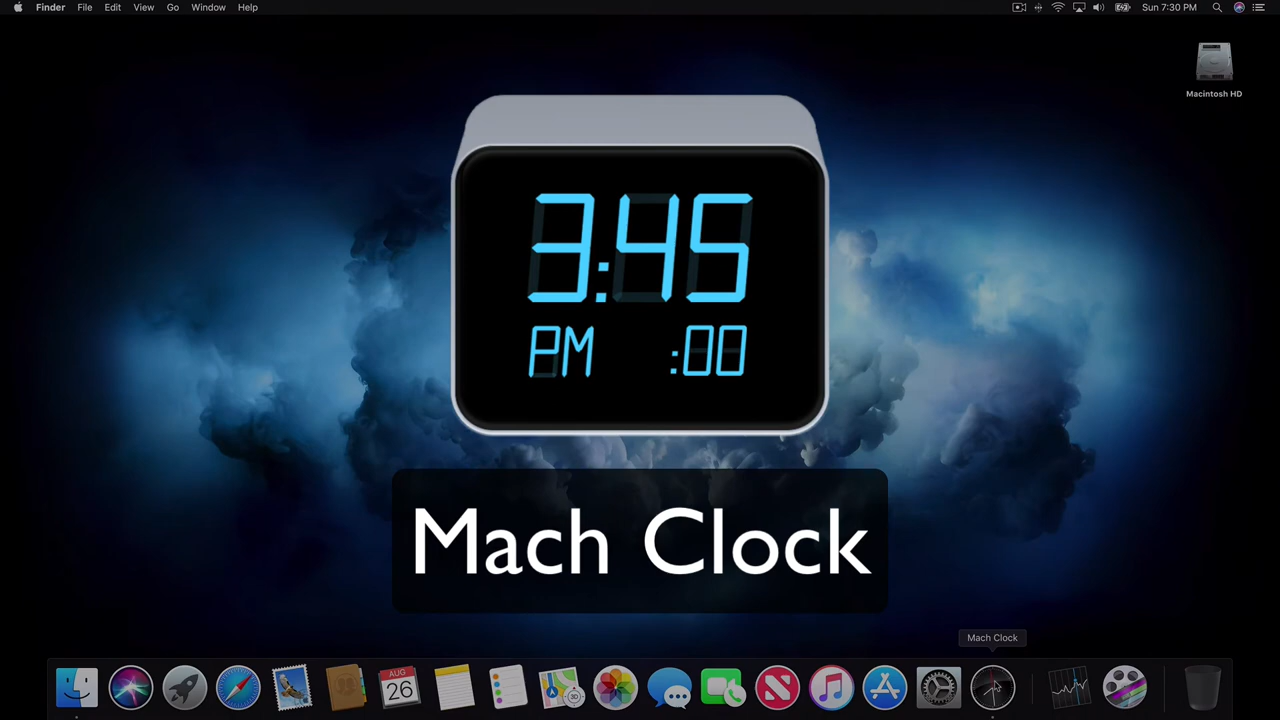 Finder File Edit View Go Window Help Sun 7:30 PM
Macintosh HD
3:45
PM :00
Mach Clock
Mach Clock
AUG
26
3D